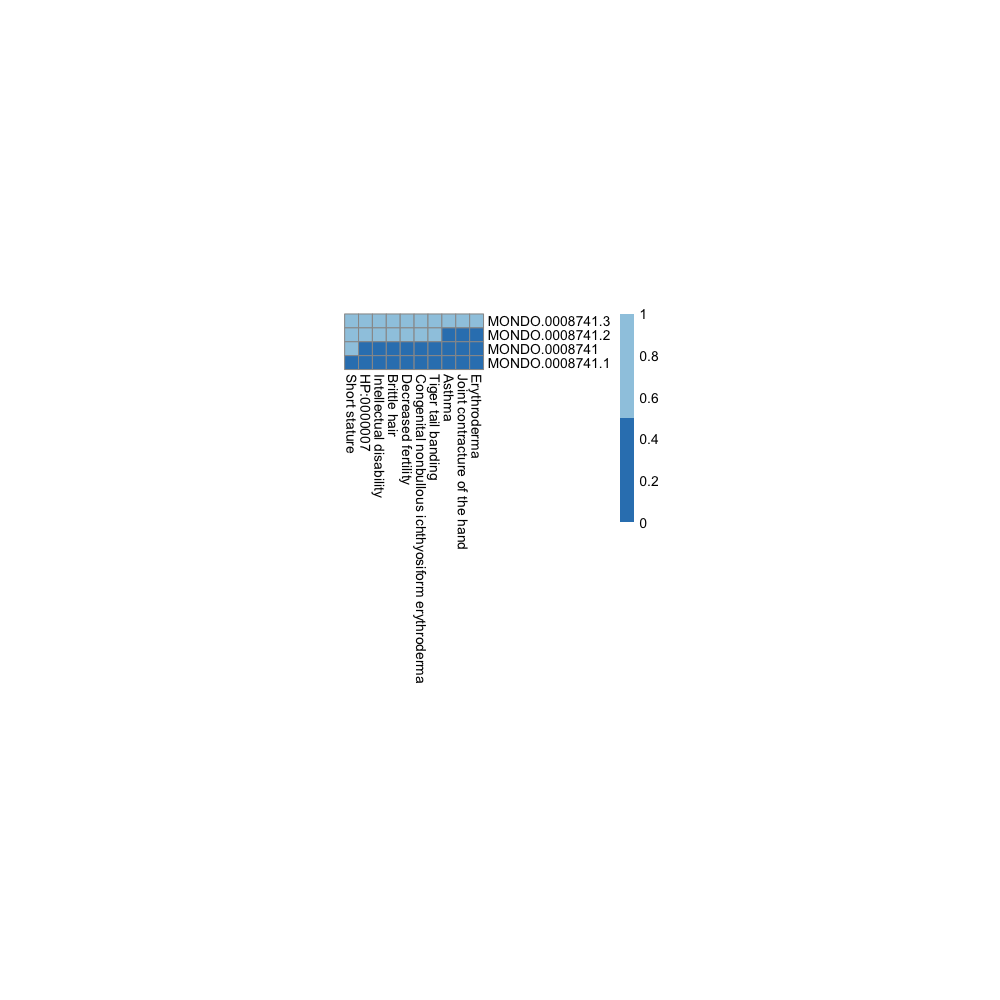 MONDO.0008741.3
MONDO.0008741.2
MONDO.0008741
MONDO.0008741.1
Short stature
HP:0000007
Intellectual disability
Brittle hair
Decreased fertility
Congenital nonbullous ichthyosiform erythroderma
Tiger tail banding
Asthma
Joint contracture of the hand
Erythroderma
1
0.8
0.6
0.4
0.2
0